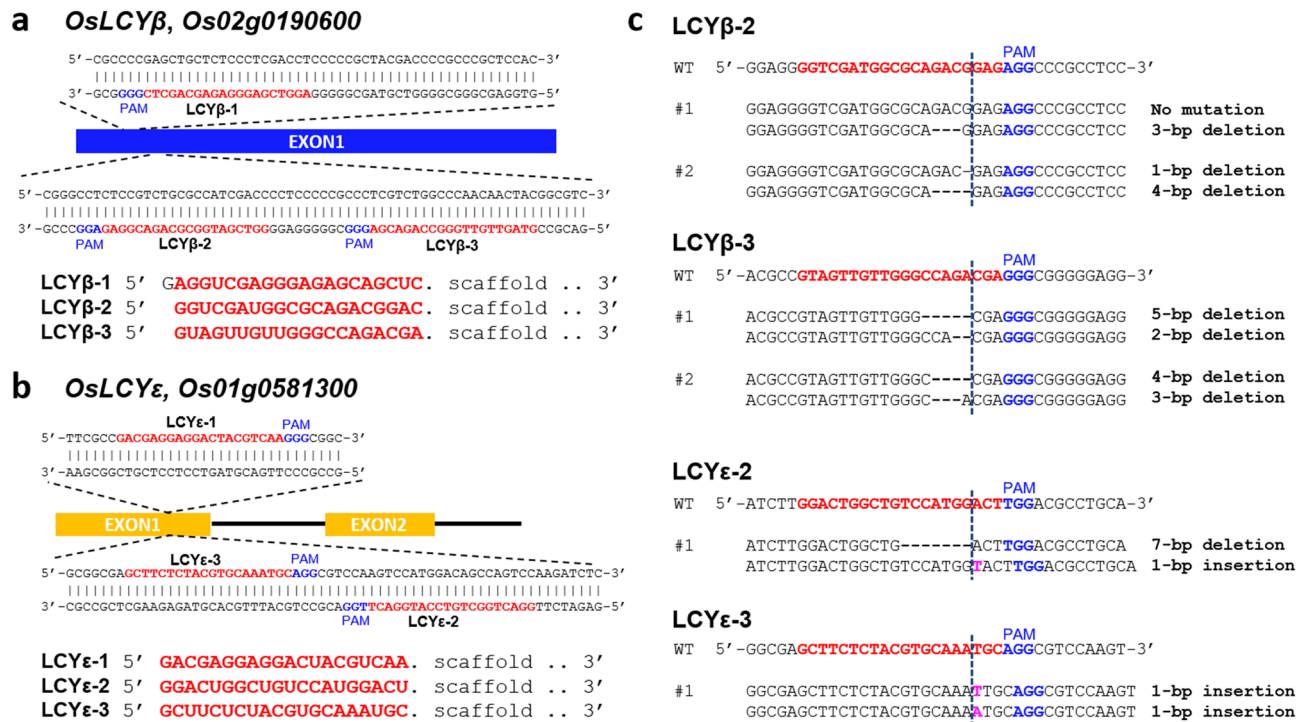 a OsLCYβ, Os02g0190600
5’-CGCCCCGAGCTGCTCTCCCTCGACCTCCCCCGCTACGACCCCGCCCGCTCCAC-3’
3’-GCGGGGCTCGACGAGAGGGAGCTGGAGGGGGCGATGCTGGGGCGGGCGAGGTG-5’
PAM LCYβ-1
EXON1
5’-CGGGCCTCTCCGTCTGCGCCATCGACCCCTCCCCCGCCCTCGTCTGGCCCAACAACTACGGCGTC-3’
3’-GCCCGGAGAGGCAGACGCGGTAGCTGGGGAGGGGGCGGGAGCAGACCGGGTTGTTGATGCCGCAG-5’
PAM LCYβ-2 PAM LCYβ-3
LCYβ-1 5’ GAGGUCGAGGGAGAGCAGCUC. scaffold .. 3’
LCYβ-2 5’ GGUCGAUGGCGCAGACGGAC. scaffold .. 3’
LCYβ-3 5’ GUAGUUGUUGGGCCAGACGA. scaffold .. 3’
b OsLCYε, Os01g0581300
LCYε-1 PAM
5’-TTCGCCGACGAGGAGGACTACGTCAAGGGCGGC-3’
3’-AAGCGGCTGCTCCTCCTGATGCAGTTCCCGCCG-5’
EXON1 EXON2
LCYε-3 PAM
5’-GCGGCGAGCTTCTCTACGTGCAAATGCAGGCGTCCAAGTCCATGGACAGCCAGTCCAAGATCTC-3’
3’-CGCCGCTCGAAGAGATGCACGTTTACGTCCGCAGGTTCAGGTACCTGTCGGTCAGGTTCTAGAG-5’
PAM LCYε-2
LCYε-1 5’ GACGAGGAGGACUACGUCAA. scaffold .. 3’
LCYε-2 5’ GGACUGGCUGUCCAUGGACU. scaffold .. 3’
LCYε-3 5’ GCUUCUCUACGUGCAAAUGC. scaffold .. 3’
c LCYβ-2
PAM
WT 5’-GGAGGGGTCGATGGCGCAGACGGAGAGGCCCGCCTCC-3’
#1 GGAGGGGTCGATGGCGCAGACGGAGAGGCCCGCCTCC No mutation
GGAGGGGTCGATGGCGCA---GGAGAGGCCCGCCTCC 3-bp deletion
#2 GGAGGGGTCGATGGCGCAGAC-GAGAGGCCCGCCTCC 1-bp deletion
GGAGGGGTCGATGGCGCA----GAGAGGCCCGCCTCC 4-bp deletion
LCYβ-3
PAM
WT 5’-ACGCCGTAGTTGTTGGGCCAGACGAGGGCGGGGGAGG-3’
#1 ACGCCGTAGTTGTTGGG-----CGAGGGCGGGGGAGG 5-bp deletion
ACGCCGTAGTTGTTGGGCCA--CGAGGGCGGGGGAGG 2-bp deletion
#2 ACGCCGTAGTTGTTGGGC----CGAGGGCGGGGGAGG 4-bp deletion
ACGCCGTAGTTGTTGGGC---ACGAGGGCGGGGGAGG 3-bp deletion
LCYε-2
PAM
WT 5’-ATCTTGGACTGGCTGTCCATGGACTTGGACGCCTGCA-3’
#1 ATCTTGGACTGGCTG-------ACTTGGACGCCTGCA 7-bp deletion
ATCTTGGACTGGCTGTCCATGGTACTTGGACGCCTGCA 1-bp insertion
LCYε-3
PAM
WT 5’-GGCGAGCTTCTCTACGTGCAAATGCAGGCGTCCAAGT-3’
#1 GGCGAGCTTCTCTACGTGCAAATTGCAGGCGTCCAAGT 1-bp insertion
GGCGAGCTTCTCTACGTGCAAAATGCAGGCGTCCAAGT 1-bp insertion